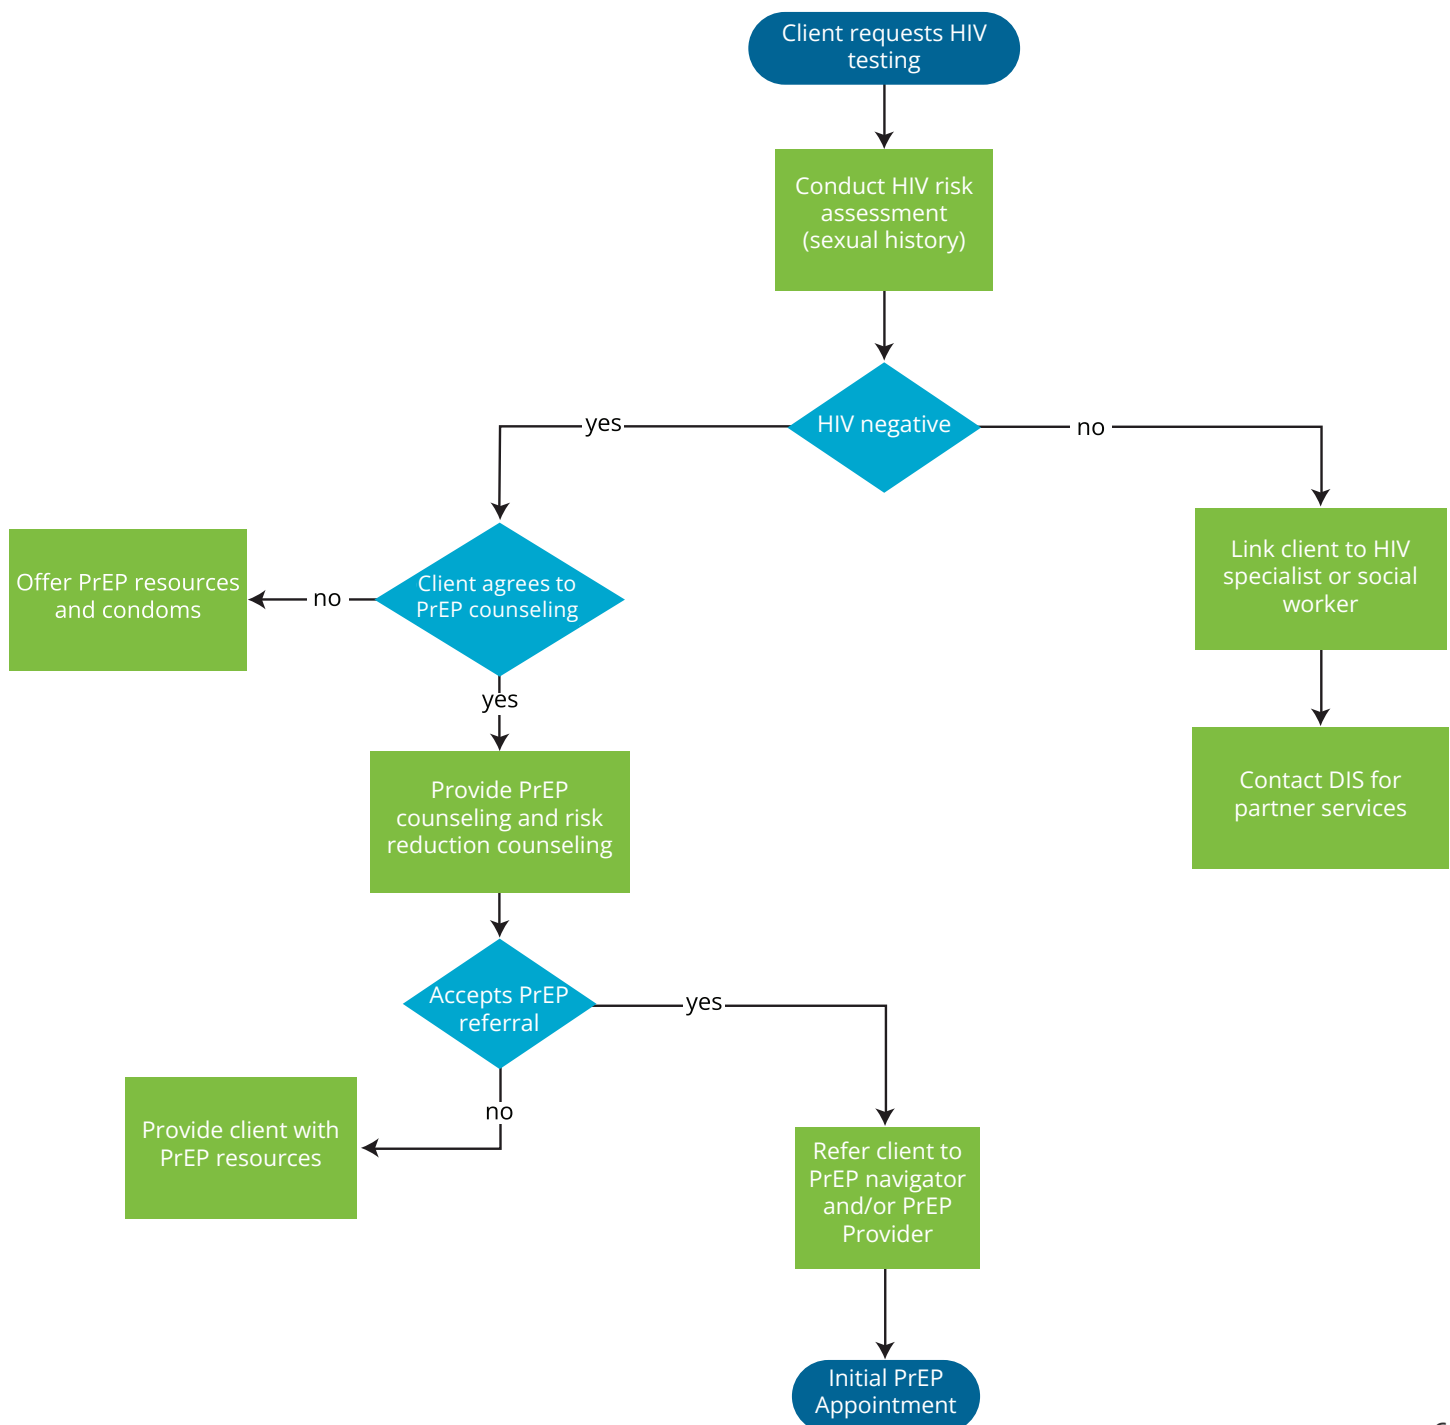 Client requests HIV
testing
Conduct HIV risk
assessment
(sexual history)
HIV negative
yes
no
Client agrees to
PrEP counseling
no
Offer PrEP resources
and condoms
yes
Link client to HIV
specialist or social
worker
Contact DIS for
partner services
Provide PrEP
counseling and risk
reduction counseling
Accepts PrEP
referral
yes
no
Provide client with
PrEP resources
Refer client to
PrEP navigator
and/or PrEP
Provider
Initial PrEP
Appointment